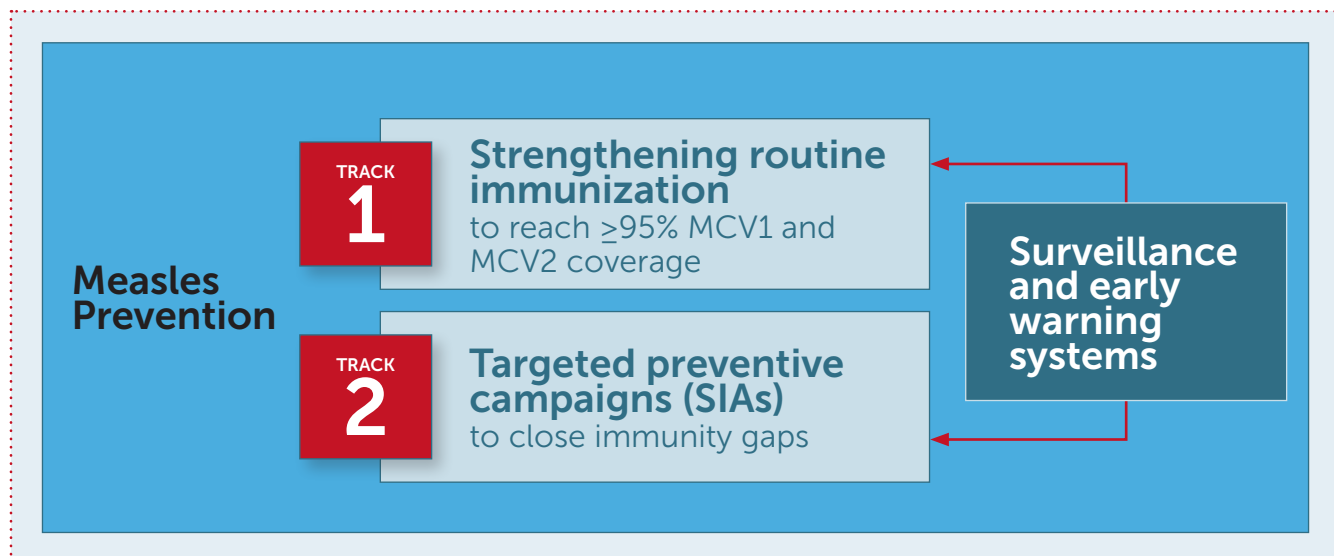 Measles
Prevention
TRACK
1
Strengthening routine
immunization
to reach ≥95% MCV1 and
MCV2 coverage
TRACK
2
Targeted preventive
campaigns (SIAs)
to close immunity gaps
Surveillance
and early
warning
systems